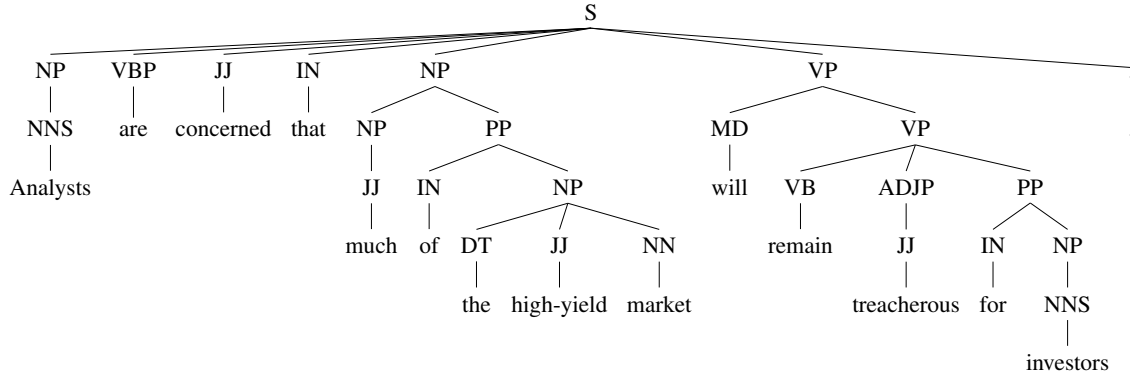 S
NP VBP JJ IN NP VP
NNS are concerned that NP PP MD VP
Analysts JJ IN NP will VB ADJP PP
much of DT JJ NN remain JJ IN NP
the high-yield market treacherous for NNS
investors